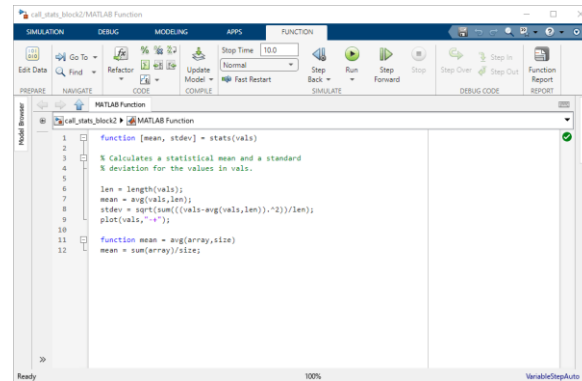 call_stats_block2/MATLAB Function
SIMULATION DEBUG MODELING APPS FUNCTION
Edit Data
Go To
Find
Refactor
Update Model
Stop Time 10.0
Normal
Fast Restart
Step Back
Run
Step Forward
Stop
Step Over
Step In
Step Out
Function Report
PREPARE NAVIGATE CODE COMPILE SIMULATE DEBUG CODE REPORT
MATLAB Function
Model Browser
call_stats_block2 MATLAB Function
1 function [mean, stdev] = stats(vals)
2
3 % Calculates a statistical mean and a standard
4 % deviation for the values in vals.
5
6 len = length(vals);
7 mean = avg(vals,len);
8 stdev = sqrt(sum(((vals-avg(vals,len)).^2))/len);
9 plot(vals,"-+");
10
11 function mean = avg(array,size)
12 mean = sum(array)/size;
Ready 100% VariableStepAuto